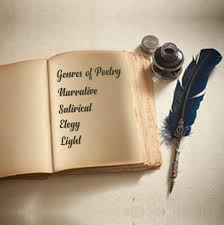 Genres of Poetry
Narrative
Satirical
Elegy
Light